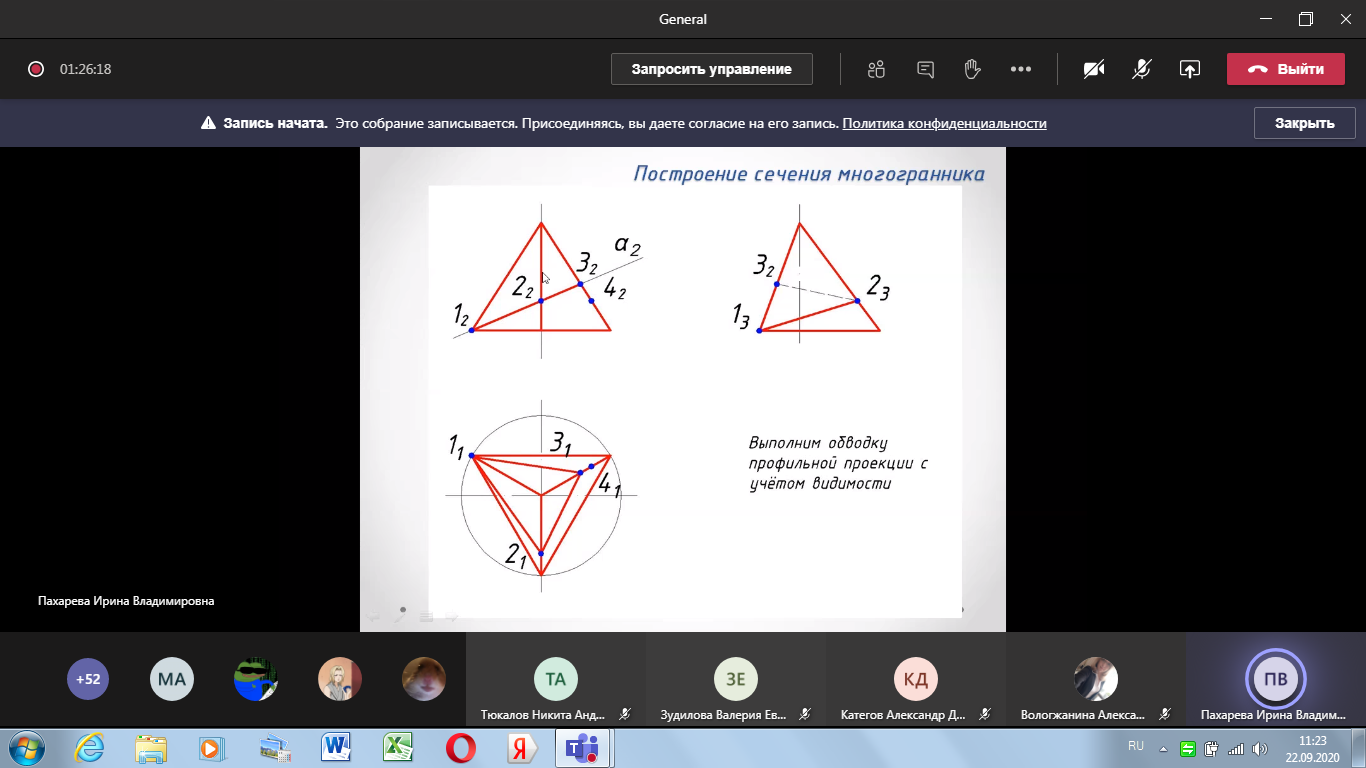 General
01:26:18
Запросить управление
Выйти
Запись начата. Это собрание записывается. Присоединяясь, вы даете согласие на его запись. Политика конфиденциальности
Закрыть
Построение сечения многогранника
α2
32
22
42
12
32
23
13
11
31
41
21
Выполним обводку
профильной проекции с
учётом видимости
Пахарева Ирина Владимировна
+52
МА
ТА
ЗЕ
КД
ПВ
Тюкалов Никита Анд...
Зудилова Валерия Ев...
Категов Александр Д...
Вологжанина Алекса...
Пахарева Ирина Владим...
RU
11:23
22.09.2020